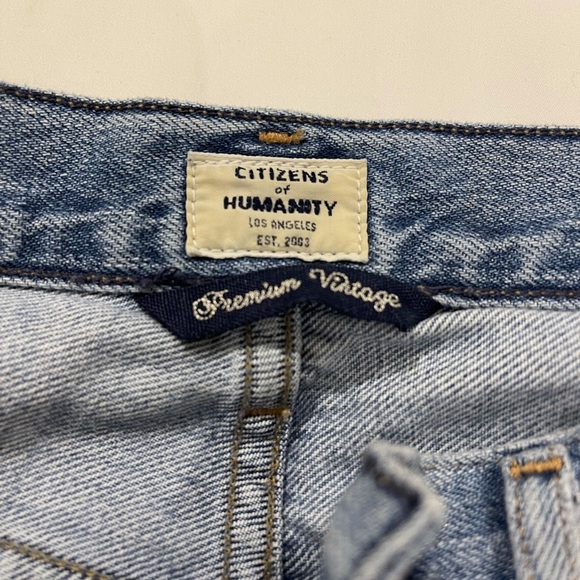 CiTiZENS
of
HUMANiTY
LOS ANGELES
EST. 2003
Premium Vintage